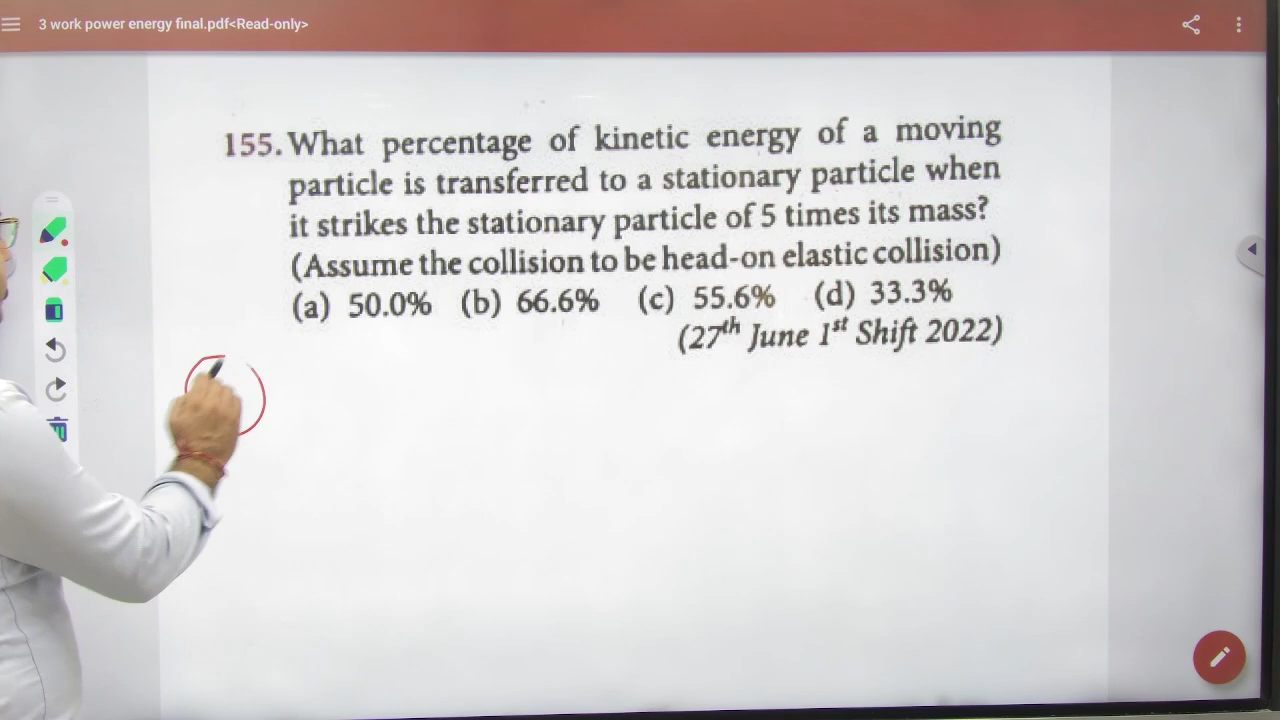 3 work power energy final.pdf<Read-only>
155. What percentage of kinetic energy of a moving
particle is transferred to a stationary particle when
it strikes the stationary particle of 5 times its mass?
(Assume the collision to be head-on elastic collision)
(a) 50.0% (b) 66.6% (c) 55.6% (d) 33.3%
(27th June 1st Shift 2022)